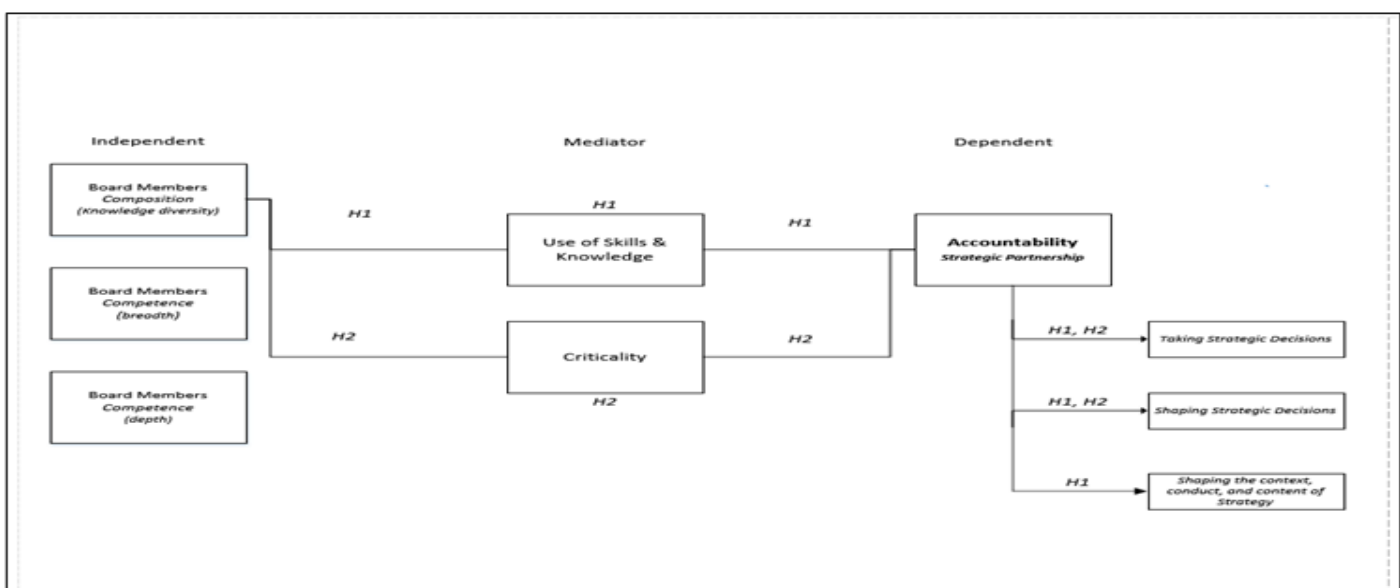 Independent
Mediator
Dependent
Board Members
Composition
(Knowledge diversity)
Board Members
Competence
(breadth)
Board Members
Competence
(depth)
H1
H2
H1
Use of Skills &
Knowledge
Criticality
H2
H1
H2
Accountability
Strategic Partnership
H1, H2
Taking Strategic Decisions
H1, H2
Shaping Strategic Decisions
H1
Shaping the context,
conduct, and content of
Strategy